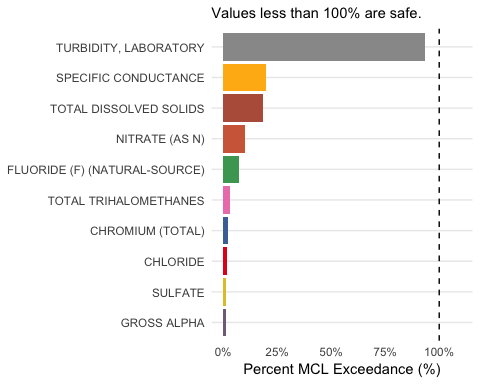 Values less than 100% are safe.
TURBIDITY, LABORATORY
SPECIFIC CONDUCTANCE
TOTAL DISSOLVED SOLIDS
NITRATE (AS N)
FLUORIDE (F) (NATURAL-SOURCE)
TOTAL TRIHALOMETHANES
CHROMIUM (TOTAL)
CHLORIDE
SULFATE
GROSS ALPHA
0% 25% 50% 75% 100%
Percent MCL Exceedance (%)